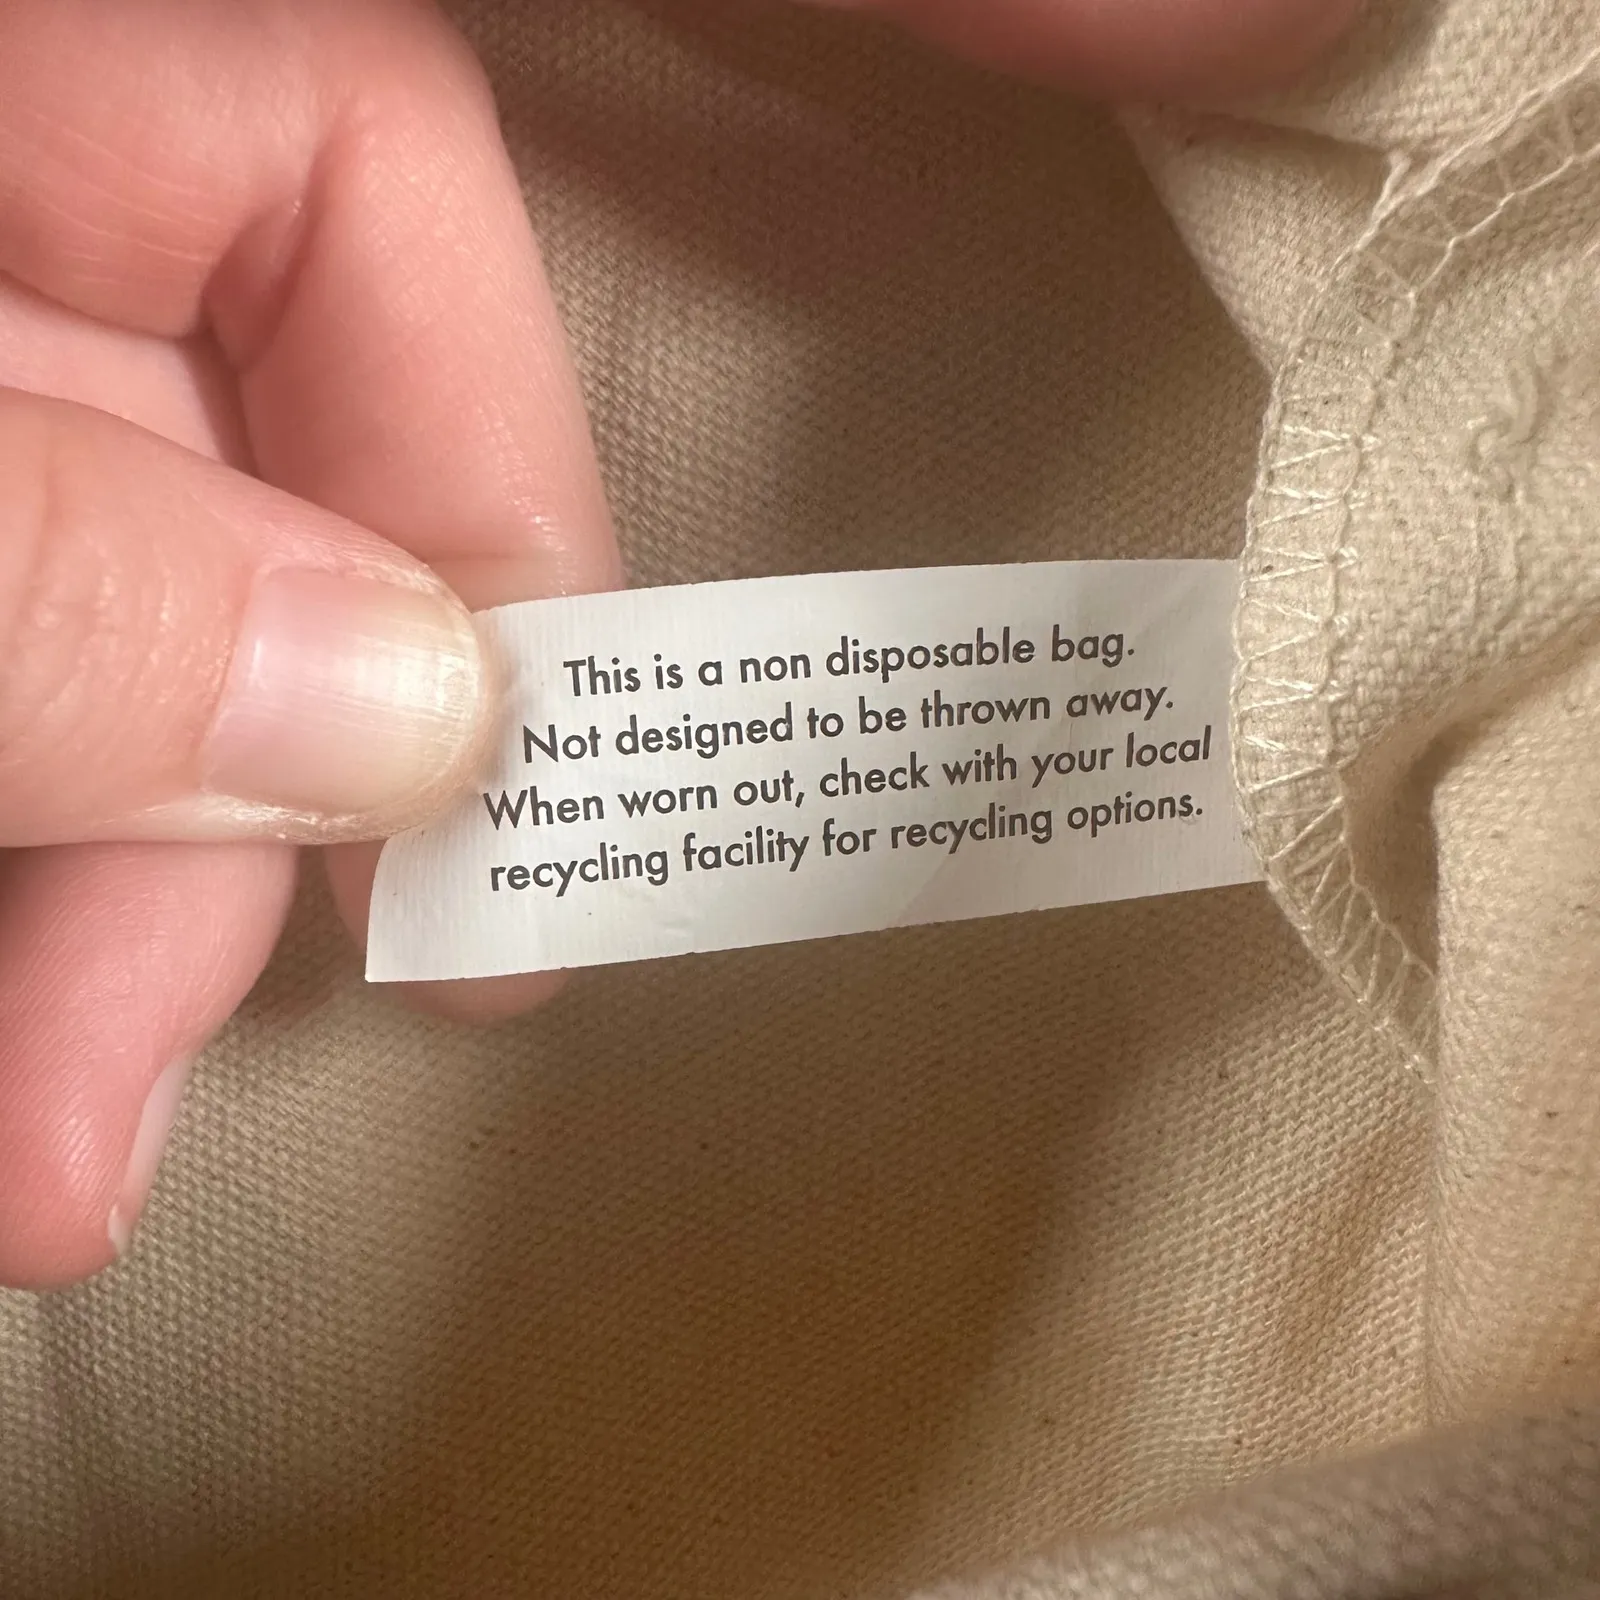 This is a non disposable bag.
Not designed to be thrown away.
When worn out, check with your local
recycling facility for recycling options.